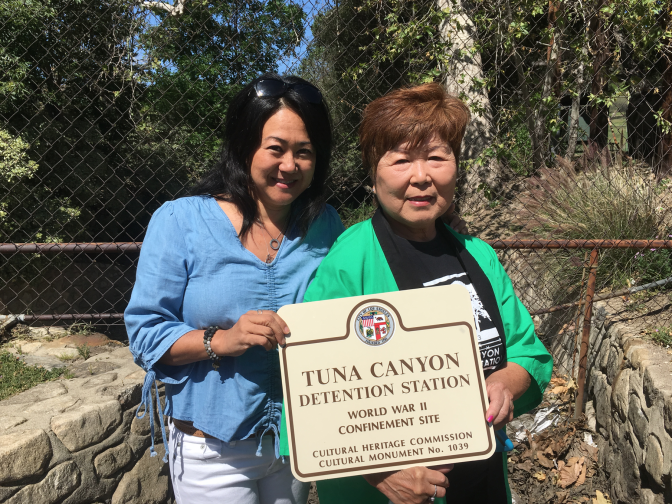 TUNA CANYON
DETENTION STATION
WORLD WAR II
CONFINEMENT SITE
CULTURAL HERITAGE COMMISSION
CULTURAL MONUMENT No. 1039